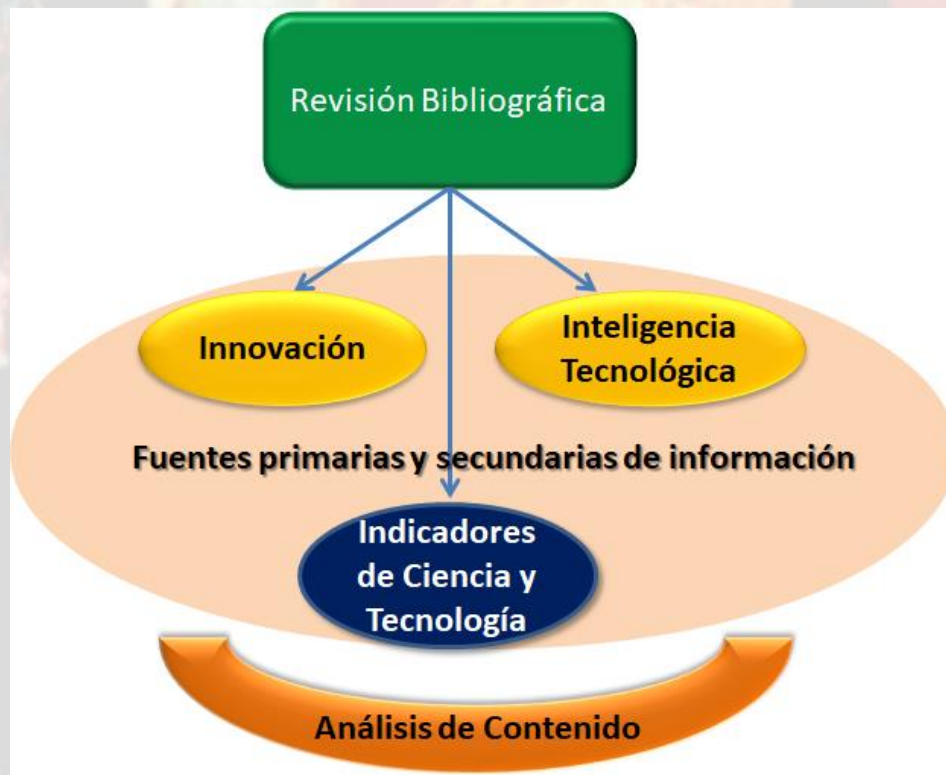 Revisión Bibliográfica
Innovación
Inteligencia
Tecnológica
Fuentes primarias y secundarias de información
Indicadores
de Ciencia y
Tecnología
Análisis de Contenido